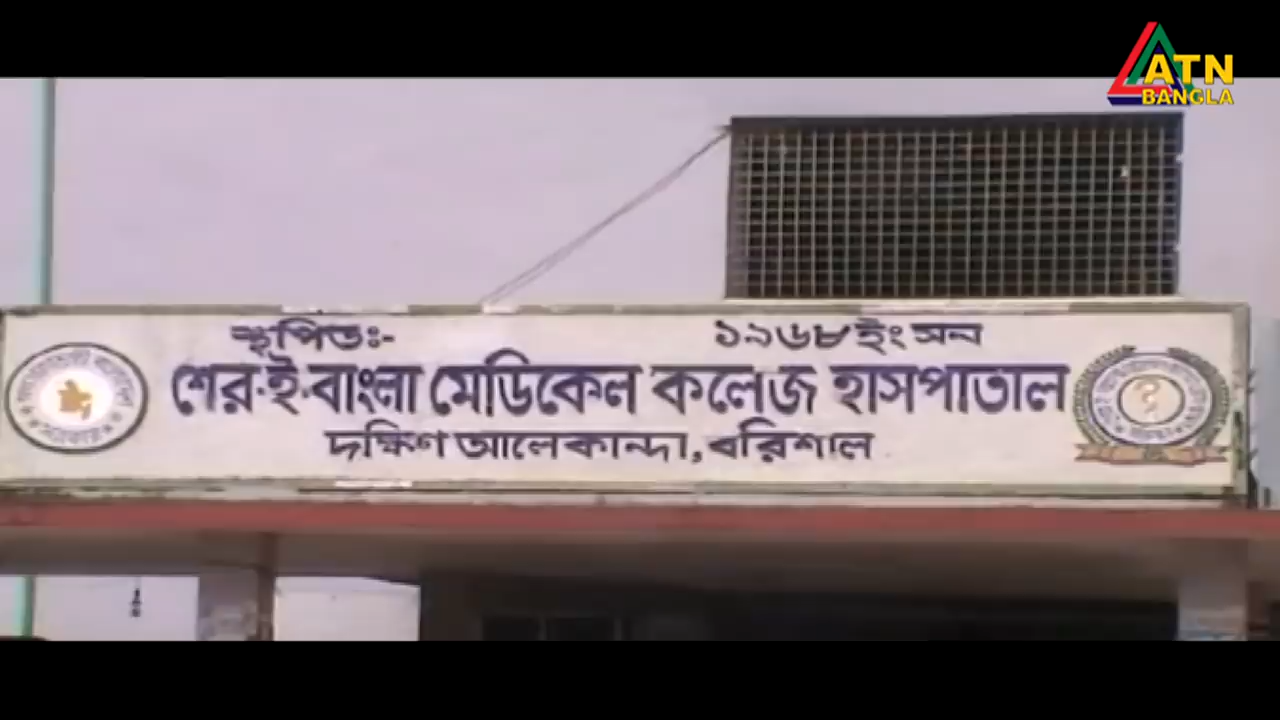 ATN
BANGLA
স্থাপিতঃ- ১৯৬৮ইং সন
শের-ই-বাংলা মেডিকেল কলেজ হাসপাতাল
দক্ষিণ আলেকান্দা, বরিশাল